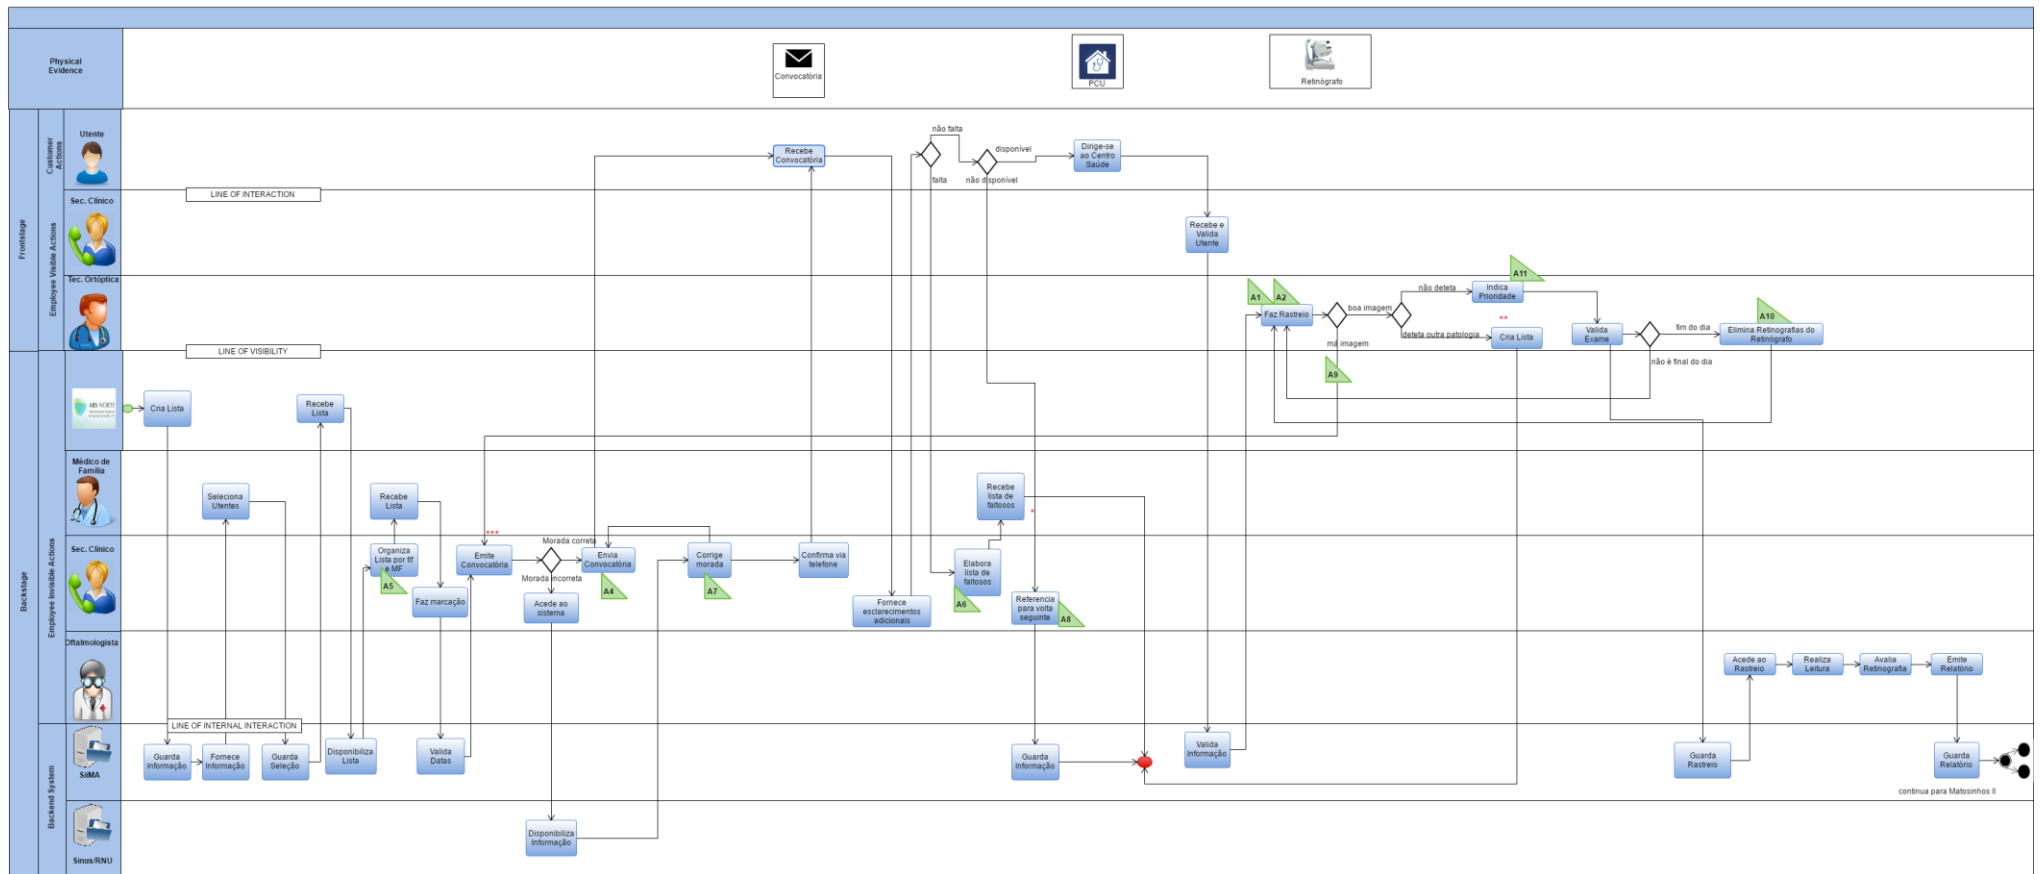 Physical
Evidence
Convocatória
PCU
Retinógrafo
Frontstage
Customer
Actions
Utente
Recebe
Convocatória
não falta
falta
disponível
não disponível
Dirige-se
ao Centro
Saúde
LINE OF INTERACTION
Employee Visible Actions
Sec. Clínico
Recebe e
Valida
Utente
Tec. Ortóptica
A1
A2
Faz Rastreio
boa imagem
má imagem
A9
não deteta
deteta outra patologia
A11
Indica
Prioridade
**
Cria Lista
Valida
Exame
fim do dia
não é final do dia
A10
Elimina Retinografias do
Retinógrafo
LINE OF VISIBILITY
Backstage
Employee Invisible Actions
ARS NORTE
Cria Lista
Recebe
Lista
Médico de
Família
Seleciona
Utentes
Recebe
Lista
Recebe
lista de
faltosos
*
Sec. Clínico
Organiza
Lista por tlf
e MF
A5
Faz marcação
***
Emite
Convocatória
Morada correta
Morada incorreta
Envia
Convocatória
A4
Acede ao
sistema
Corrige
morada
A7
Confirma via
telefone
Fornece
esclarecimentos
adicionais
Elabora
lista de
faltosos
A6
Referencia
para volta
seguinte
A8
Oftalmologista
Acede ao
Rastreio
Realiza
Leitura
Avalia
Retinografia
Emite
Relatório
LINE OF INTERNAL INTERACTION
Backend System
SiiMA
Guarda
Informação
Fornece
Informação
Guarda
Seleção
Disponibiliza
Lista
Valida
Datas
Guarda
Informação
Valida
Informação
Guarda
Rastreio
Guarda
Relatório
continua para Matosinhos II
Sinus/RNU
Disponibiliza
Informação